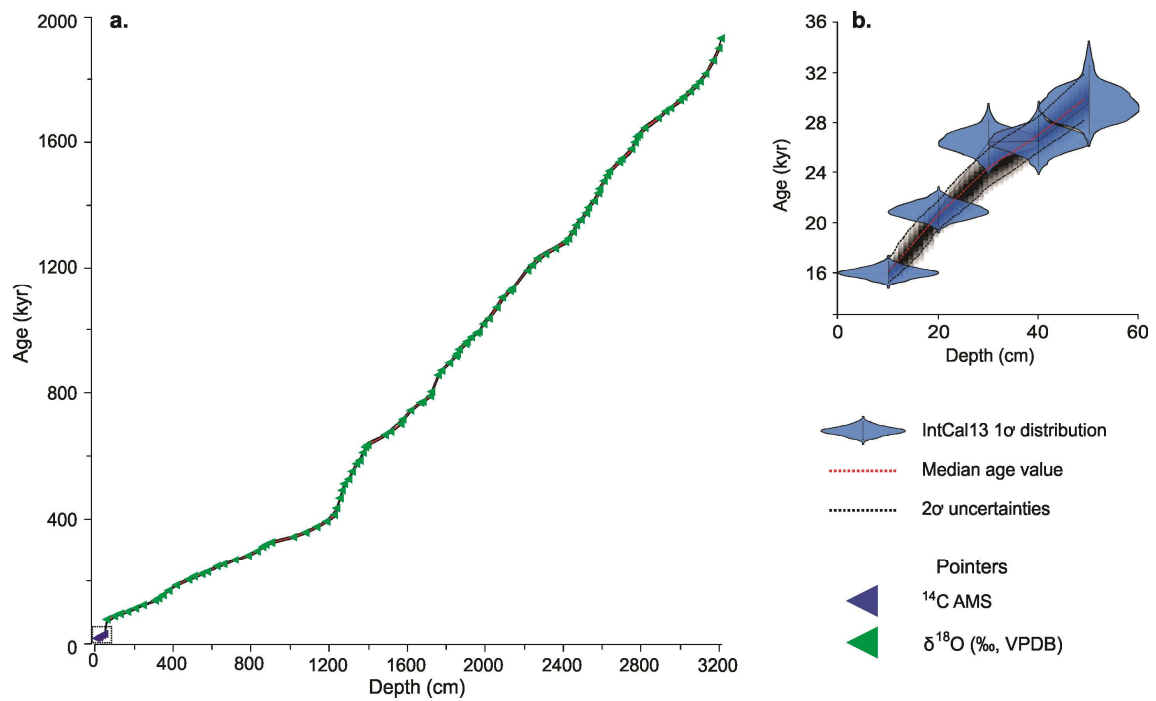 a.
2000
1600
1200
800
400
0
Age (kyr)
0 400 800 1200 1600 2000 2400 2800 3200
Depth (cm)
b.
36
32
28
24
20
16
Age (kyr)
0 20 40 60
Depth (cm)
IntCal13 1σ distribution
Median age value
2σ uncertainties
Pointers
¹⁴C AMS
δ¹⁸O (‰, VPDB)